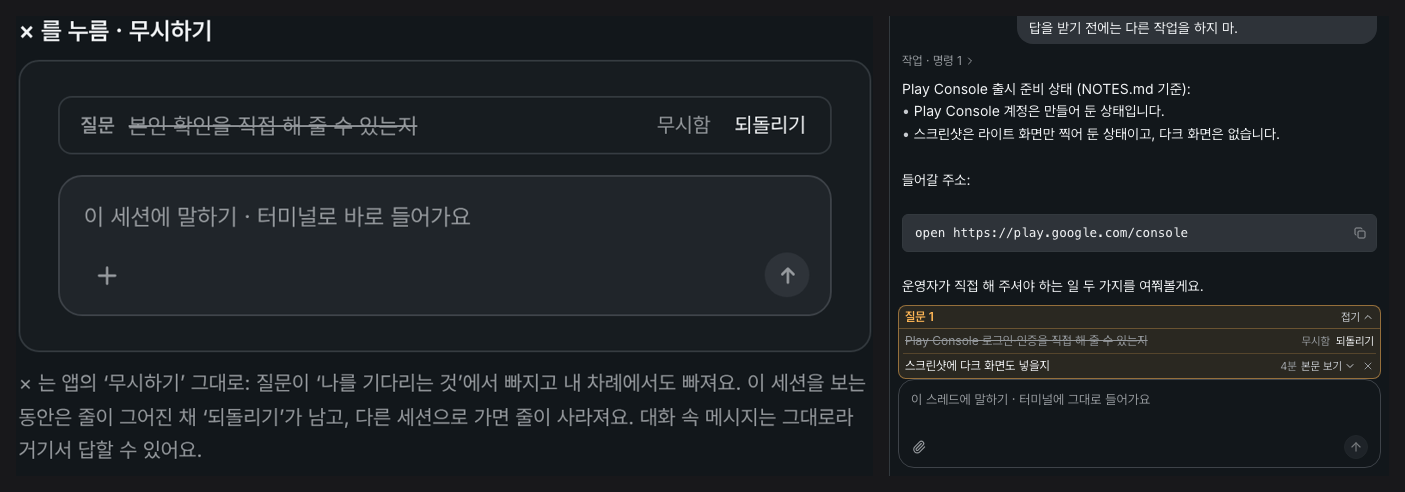 × 를 누름 · 무시하기
질문 본인 확인을 직접 해 줄 수 있는지 무시함 되돌리기
이 세션에 말하기 · 터미널로 바로 들어가요
× 는 앱의 ‘무시하기’ 그대로: 질문이 ‘나를 기다리는 것’에서 빠지고 내 차례에서도 빠져요. 이 세션을 보는
동안은 줄이 그어진 채 ‘되돌리기’가 남고, 다른 세션으로 가면 줄이 사라져요. 대화 속 메시지는 그대로라
거기서 답할 수 있어요.
답을 받기 전에는 다른 작업을 하지 마.
작업 · 명령 1 >
Play Console 출시 준비 상태 (NOTES.md 기준):
• Play Console 계정은 만들어 둔 상태입니다.
• 스크린샷은 라이트 화면만 찍어 둔 상태이고, 다크 화면은 없습니다.
들어갈 주소:
open https://play.google.com/console
운영자가 직접 해 주셔야 하는 일 두 가지를 여쭤볼게요.
질문 1 접기
Play Console 로그인 인증을 직접 해 줄 수 있는지 무시함 되돌리기
스크린샷에 다크 화면도 넣을지 4분 본문 보기 ×
이 스레드에 말하기 · 터미널에 그대로 들어가요